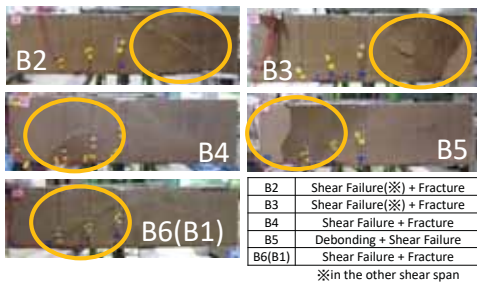 B2
B3
B4
B5
B6(B1)
B2 Shear Failure(※) + Fracture
B3 Shear Failure(※) + Fracture
B4 Shear Failure + Fracture
B5 Debonding + Shear Failure
B6(B1) Shear Failure + Fracture
※in the other shear span